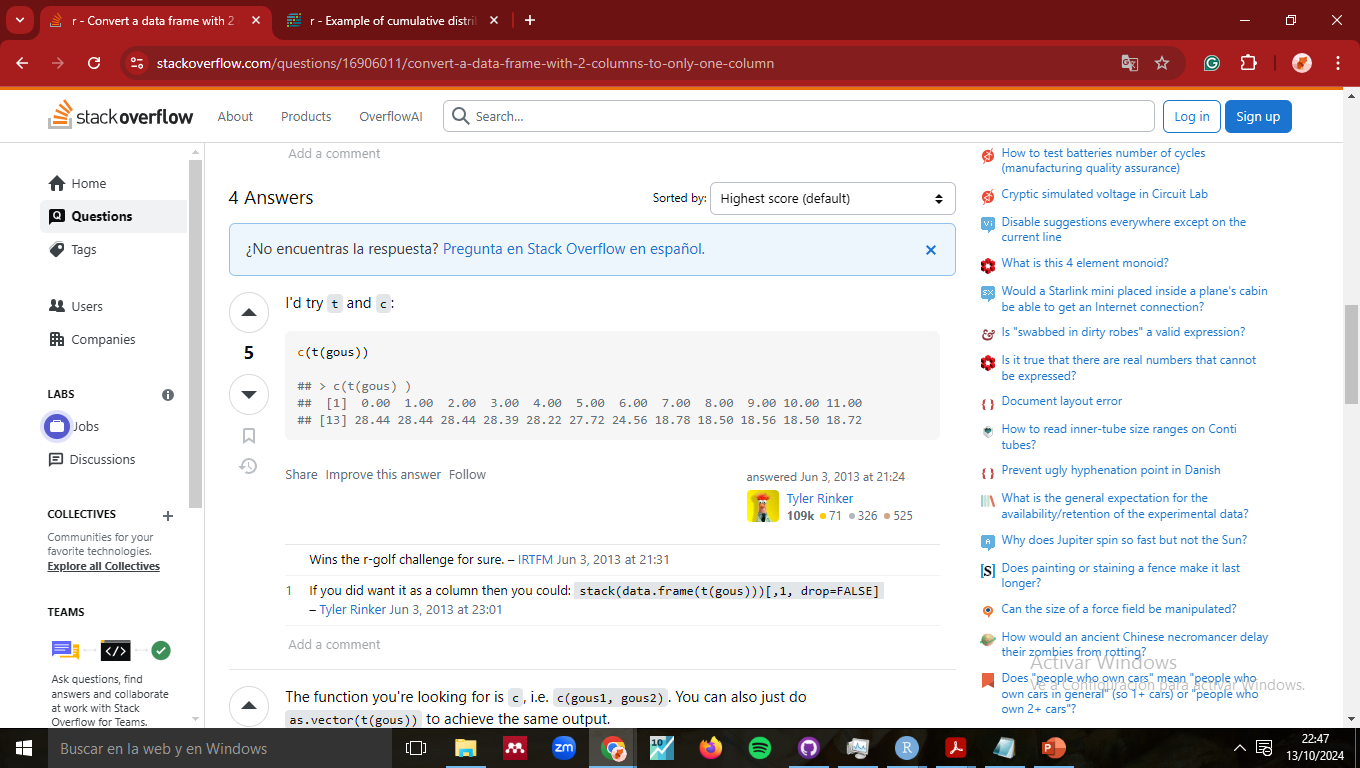 r - Convert a data frame with 2
r - Example of cumulative distri
stackoverflow.com/questions/16906011/convert-a-data-frame-with-2-columns-to-only-one-column
stackoverflow
About
Products
OverflowAI
Search...
Log in
Sign up
Home
Questions
Tags
Users
Companies
LABS
Jobs
Discussions
COLLECTIVES
Communities for your
favorite technologies.
Explore all Collectives
TEAMS
Ask questions, find
answers and collaborate
at work with Stack
Overflow for Teams.
Add a comment
4 Answers
Sorted by:
Highest score (default)
¿No encuentras la respuesta? Pregunta en Stack Overflow en español.
I'd try t and c:
5
c(t(gous))
## > c(t(gous) )
##  [1]  0.00  1.00  2.00  3.00  4.00  5.00  6.00  7.00  8.00  9.00 10.00 11.00
## [13] 28.44 28.44 28.44 28.39 28.22 27.72 24.56 18.78 18.50 18.56 18.50 18.72
Share Improve this answer Follow
answered Jun 3, 2013 at 21:24
Tyler Rinker
109k 71 326 525
Wins the r-golf challenge for sure. – IRTFM Jun 3, 2013 at 21:31
1 If you did want it as a column then you could: stack(data.frame(t(gous)))[,1, drop=FALSE]
– Tyler Rinker Jun 3, 2013 at 23:01
Add a comment
The function you're looking for is c, i.e. c(gous1, gous2). You can also just do
as.vector(t(gous)) to achieve the same output.
How to test batteries number of cycles
(manufacturing quality assurance)
Cryptic simulated voltage in Circuit Lab
Disable suggestions everywhere except on the
current line
What is this 4 element monoid?
Would a Starlink mini placed inside a plane's cabin
be able to get an Internet connection?
Is "swabbed in dirty robes" a valid expression?
Is it true that there are real numbers that cannot
be expressed?
Document layout error
How to read inner-tube size ranges on Conti
tubes?
Prevent ugly hyphenation point in Danish
What is the general expectation for the
availability/retention of the experimental data?
Why does Jupiter spin so fast but not the Sun?
Does painting or staining a fence make it last
longer?
Can the size of a force field be manipulated?
How would an ancient Chinese necromancer delay
their zombies from rotting?
Does "people who own cars" mean "people who
own cars in general" (so 1+ cars) or "people who
own 2+ cars"?
Activar Windows
Ve a Configuración para activar Windows.
Buscar en la web y en Windows
zm
10
R
22:47
13/10/2024